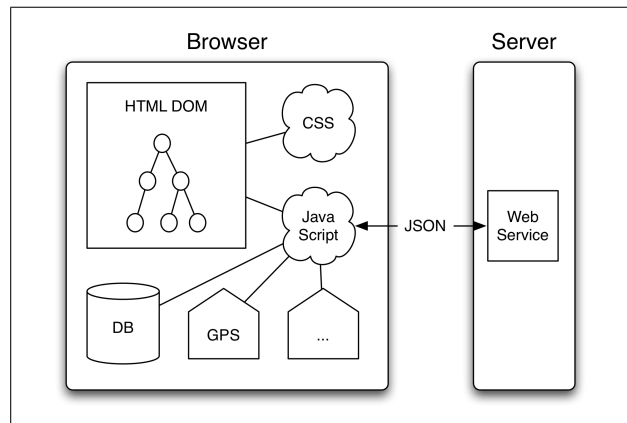 Browser
Server
HTML DOM
CSS
Java
Script
JSON
Web
Service
DB
GPS
...